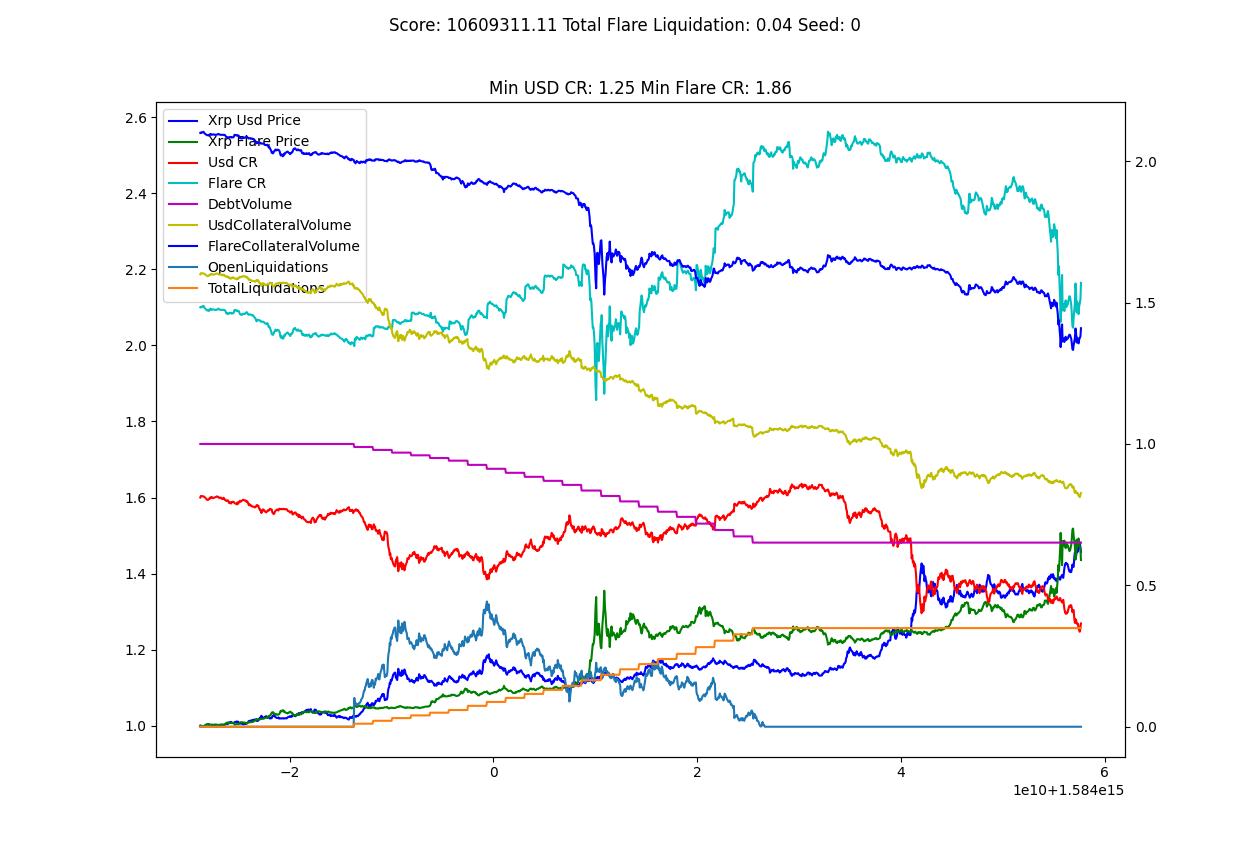 Score: 10609311.11 Total Flare Liquidation: 0.04 Seed: 0
Min USD CR: 1.25 Min Flare CR: 1.86
Xrp Usd Price
Xrp Flare Price
Usd CR
Flare CR
DebtVolume
UsdCollateralVolume
FlareCollateralVolume
OpenLiquidations
TotalLiquidations
2.6
2.4
2.2
2.0
1.8
1.6
1.4
1.2
1.0
2.0
1.5
1.0
0.5
0.0
−2
0
2
4
6
1e10+1.584e15